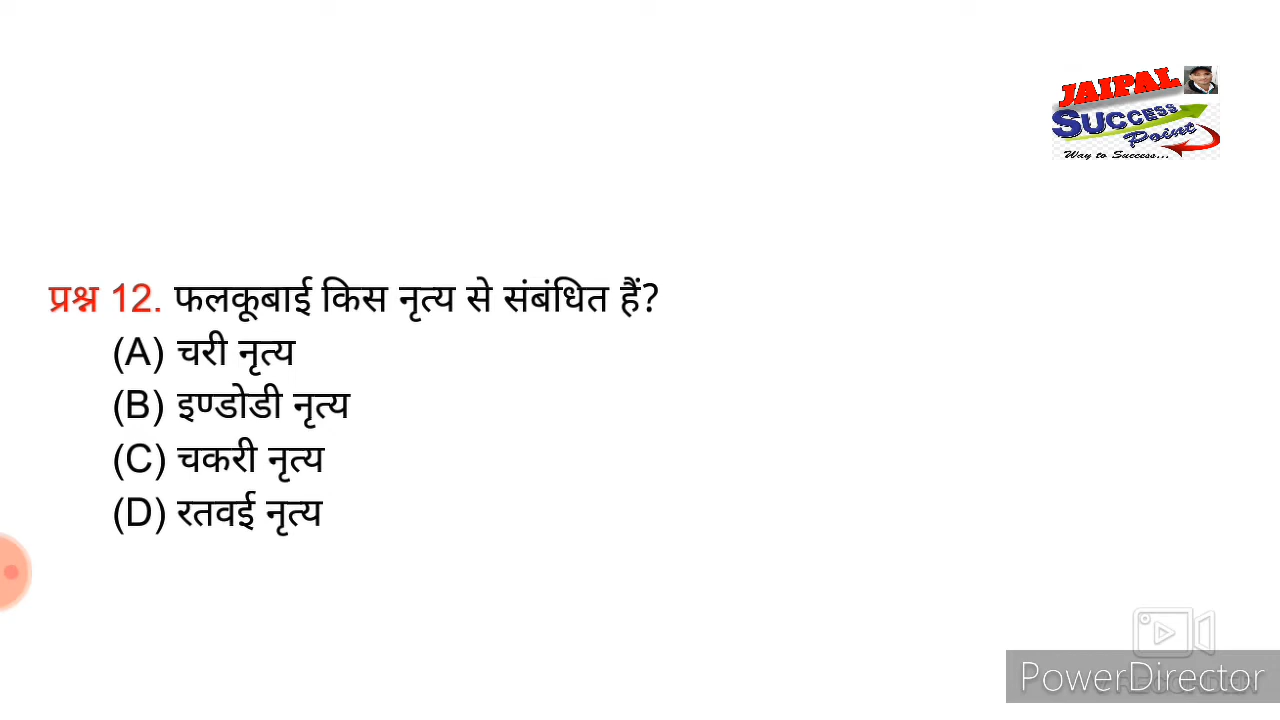 JAIPAL
Success
Point
Way to Success...
प्रश्न 12. फलकूबाई किस नृत्य से संबंधित हैं?
(A) चरी नृत्य
(B) इण्डोडी नृत्य
(C) चकरी नृत्य
(D) रतवई नृत्य
PowerDirector